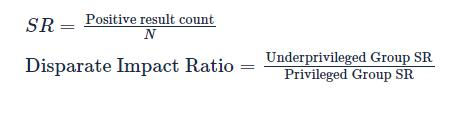 SR = Positive result count / N
Disparate Impact Ratio = Underprivileged Group SR / Privileged Group SR